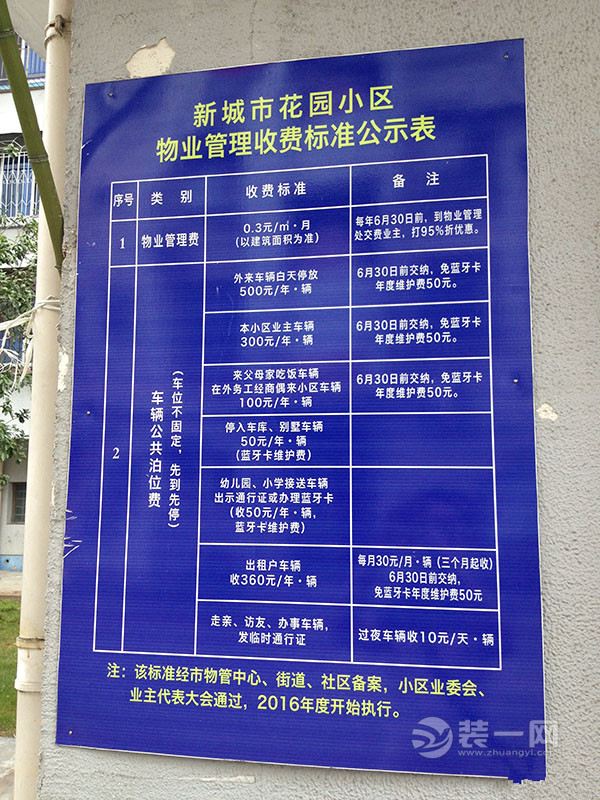 新城市花园小区
物业管理收费标准公示表
序号 类别 收费标准 备注
1 物业管理费
0.3元/㎡·月
(以建筑面积为准)
每年6月30日前，到物业管理
处交费业主，打95%折优惠。
2
车辆公共泊位费
(车位不固定，先到先停)
外来车辆白天停放
500元/年·辆
6月30日前交纳，免蓝牙卡
年度维护费50元。
本小区业主车辆
300元/年·辆
6月30日前交纳，免蓝牙卡
年度维护费50元。
来父母家吃饭车辆
在外务工经商偶来小区车辆
100元/年·辆
6月30日前交纳，免蓝牙卡
年度维护费50元。
停入车库、别墅车辆
50元/年·辆
(蓝牙卡维护费)
幼儿园、小学接送车辆
出示通行证或办理蓝牙卡
(收50元/年·辆，
蓝牙卡维护费)
出租户车辆
收360元/年·辆
每月30元/月·辆（三个月起收）
6月30日前交纳，
免蓝牙卡年度维护费50元
走亲、访友、办事车辆，
发临时通行证
过夜车辆收10元/天·辆
注：该标准经市物管中心、街道、社区备案，小区业委会、
业主代表大会通过，2016年度开始执行。
装一网
www.zhuangyi.com